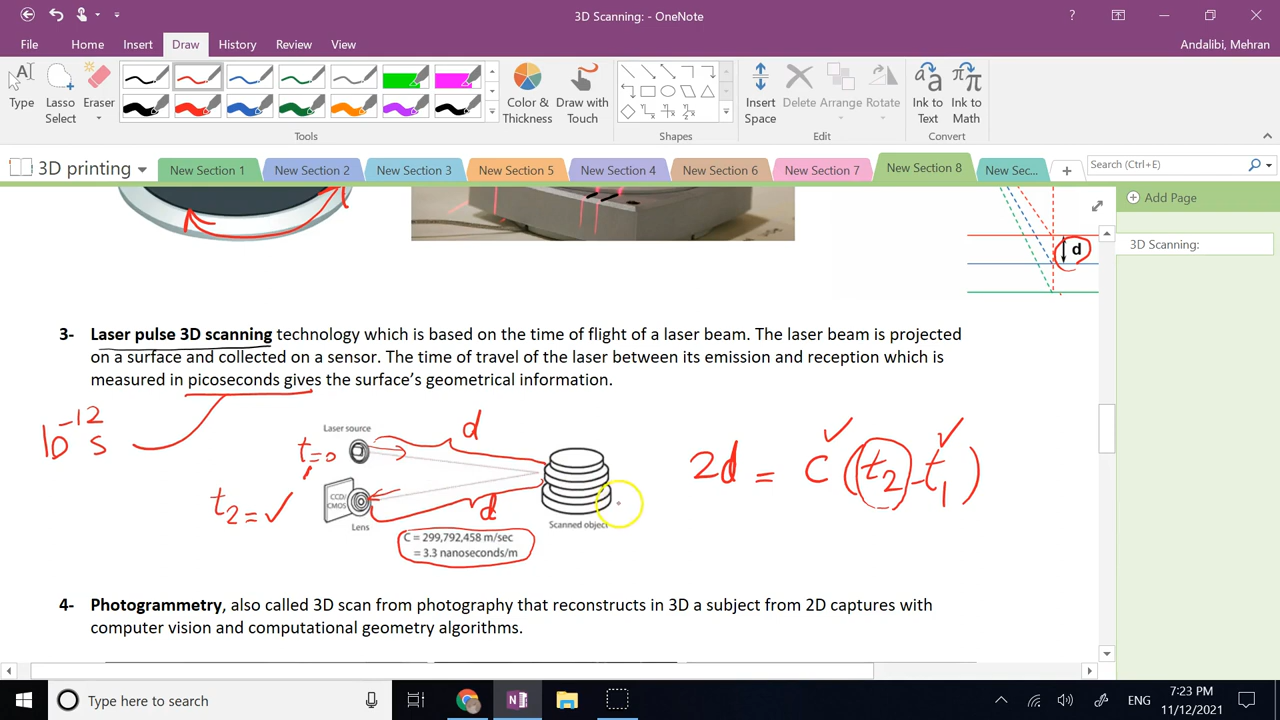 3D Scanning: - OneNote
?
File
Home
Insert
Draw
History
Review
View
Andalibi, Mehran
Type
Lasso Select
Eraser
Color & Thickness
Draw with Touch
Insert Space
Delete
Arrange
Rotate
Ink to Text
Ink to Math
Tools
Shapes
Edit
Convert
3D printing
New Section 1
New Section 2
New Section 3
New Section 5
New Section 4
New Section 6
New Section 7
New Section 8
New Sec...
Search (Ctrl+E)
Add Page
3D Scanning:
d
3- Laser pulse 3D scanning technology which is based on the time of flight of a laser beam. The laser beam is projected
on a surface and collected on a sensor. The time of travel of the laser between its emission and reception which is
measured in picoseconds gives the surface's geometrical information.
10⁻¹² s
Laser source
t=0
d
t₂ = ✓
CCD/
CMOS
Lens
d
Scanned object
C = 299,792,458 m/sec
= 3.3 nanoseconds/m
2d = C (t₂ - t₁)
4- Photogrammetry, also called 3D scan from photography that reconstructs in 3D a subject from 2D captures with
computer vision and computational geometry algorithms.
Type here to search
ENG
7:23 PM
11/12/2021